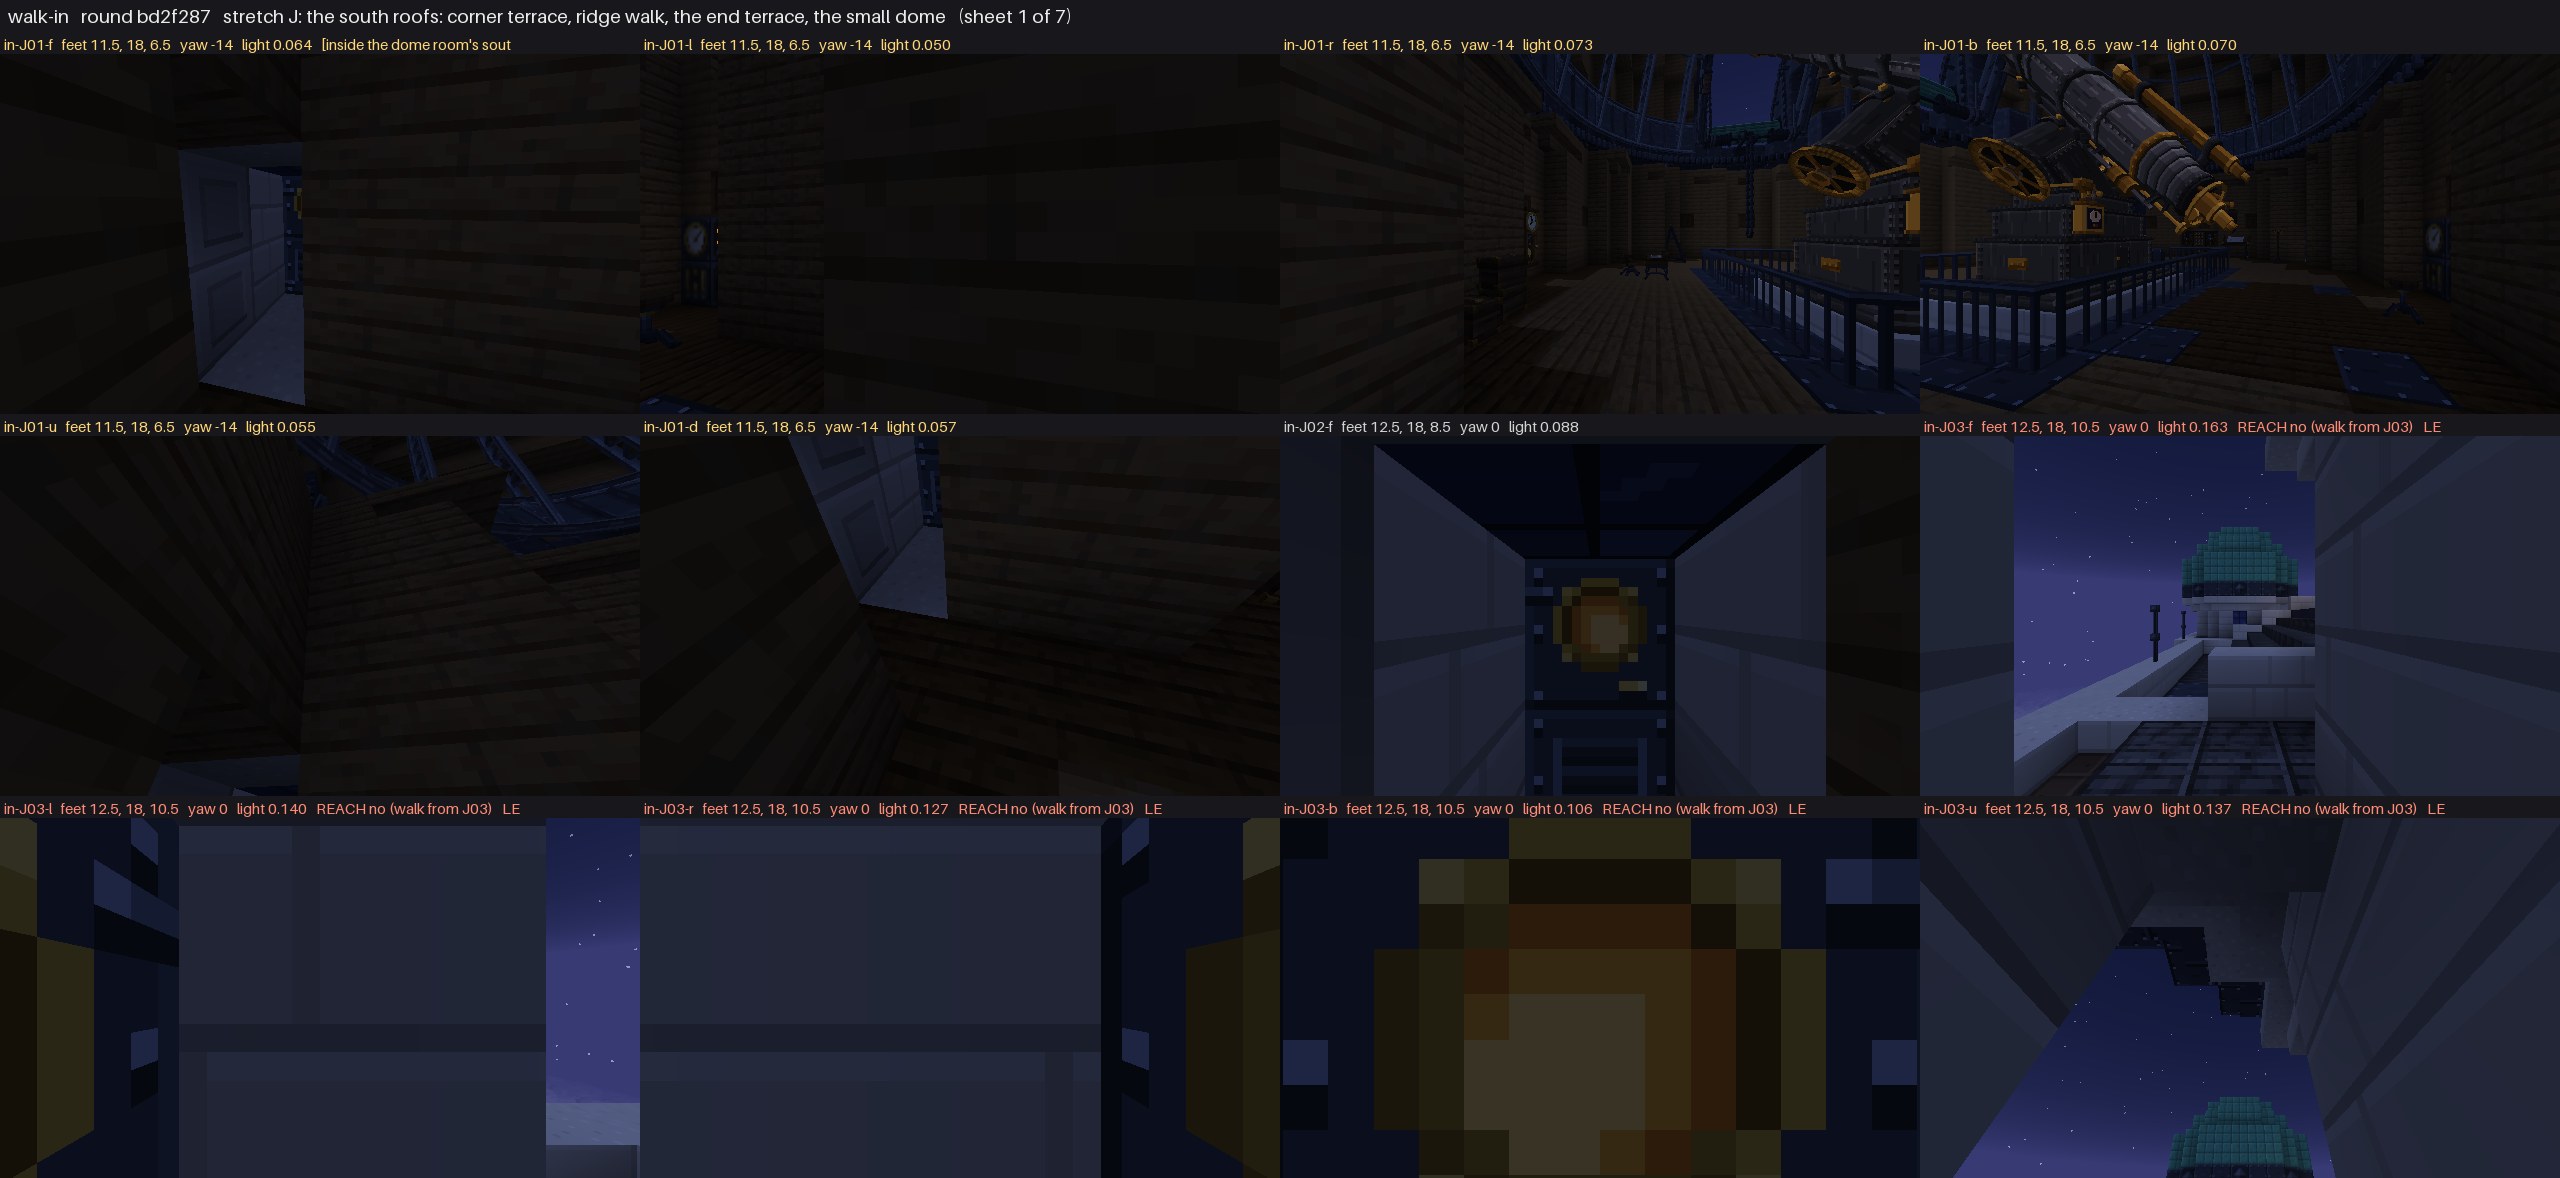 walk-in round bd2f287 stretch J: the south roofs: corner terrace, ridge walk, the end terrace, the small dome (sheet 1 of 7)
in-J01-f feet 11.5, 18, 6.5 yaw -14 light 0.064 [inside the dome room's sout
in-J01-l feet 11.5, 18, 6.5 yaw -14 light 0.050
in-J01-r feet 11.5, 18, 6.5 yaw -14 light 0.073
in-J01-b feet 11.5, 18, 6.5 yaw -14 light 0.070
in-J01-u feet 11.5, 18, 6.5 yaw -14 light 0.055
in-J01-d feet 11.5, 18, 6.5 yaw -14 light 0.057
in-J02-f feet 12.5, 18, 8.5 yaw 0 light 0.088
in-J03-f feet 12.5, 18, 10.5 yaw 0 light 0.163 REACH no (walk from J03) LE
in-J03-l feet 12.5, 18, 10.5 yaw 0 light 0.140 REACH no (walk from J03) LE
in-J03-r feet 12.5, 18, 10.5 yaw 0 light 0.127 REACH no (walk from J03) LE
in-J03-b feet 12.5, 18, 10.5 yaw 0 light 0.106 REACH no (walk from J03) LE
in-J03-u feet 12.5, 18, 10.5 yaw 0 light 0.137 REACH no (walk from J03) LE